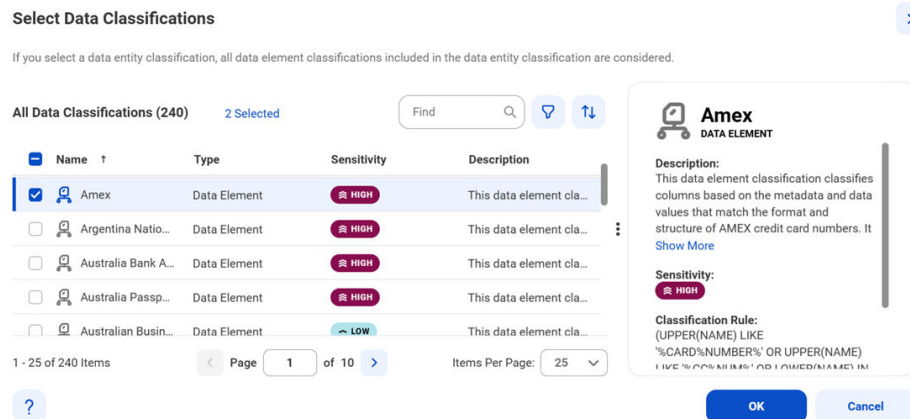 Select Data Classifications
If you select a data entity classification, all data element classifications included in the data entity classification are considered.
All Data Classifications (240) 2 Selected Find
Name ↑ Type Sensitivity Description
Amex Data Element HIGH This data element cla...
Argentina Natio... Data Element HIGH This data element cla...
Australia Bank A... Data Element HIGH This data element cla...
Australia Passp... Data Element HIGH This data element cla...
Australian Busin... Data Element LOW This data element cla...
1 - 25 of 240 Items Page 1 of 10 Items Per Page: 25
Amex
DATA ELEMENT
Description:
This data element classification classifies
columns based on the metadata and data
values that match the format and
structure of AMEX credit card numbers. It
Show More
Sensitivity:
HIGH
Classification Rule:
(UPPER(NAME) LIKE
'%CARD%NUMBER%' OR UPPER(NAME)
LIKE '%CC%NUM%' OR LOWER(NAME) IN
? OK Cancel